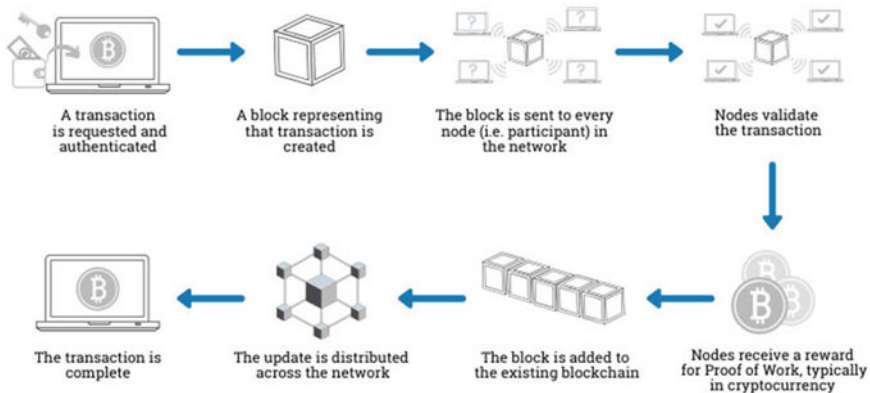 A transaction
is requested and
authenticated
A block representing
that transaction is
created
The block is sent to every
node (i.e. participant) in
the network
Nodes validate
the transaction
The transaction is
complete
The update is distributed
across the network
The block is added to
the existing blockchain
Nodes receive a reward
for Proof of Work, typically
in cryptocurrency